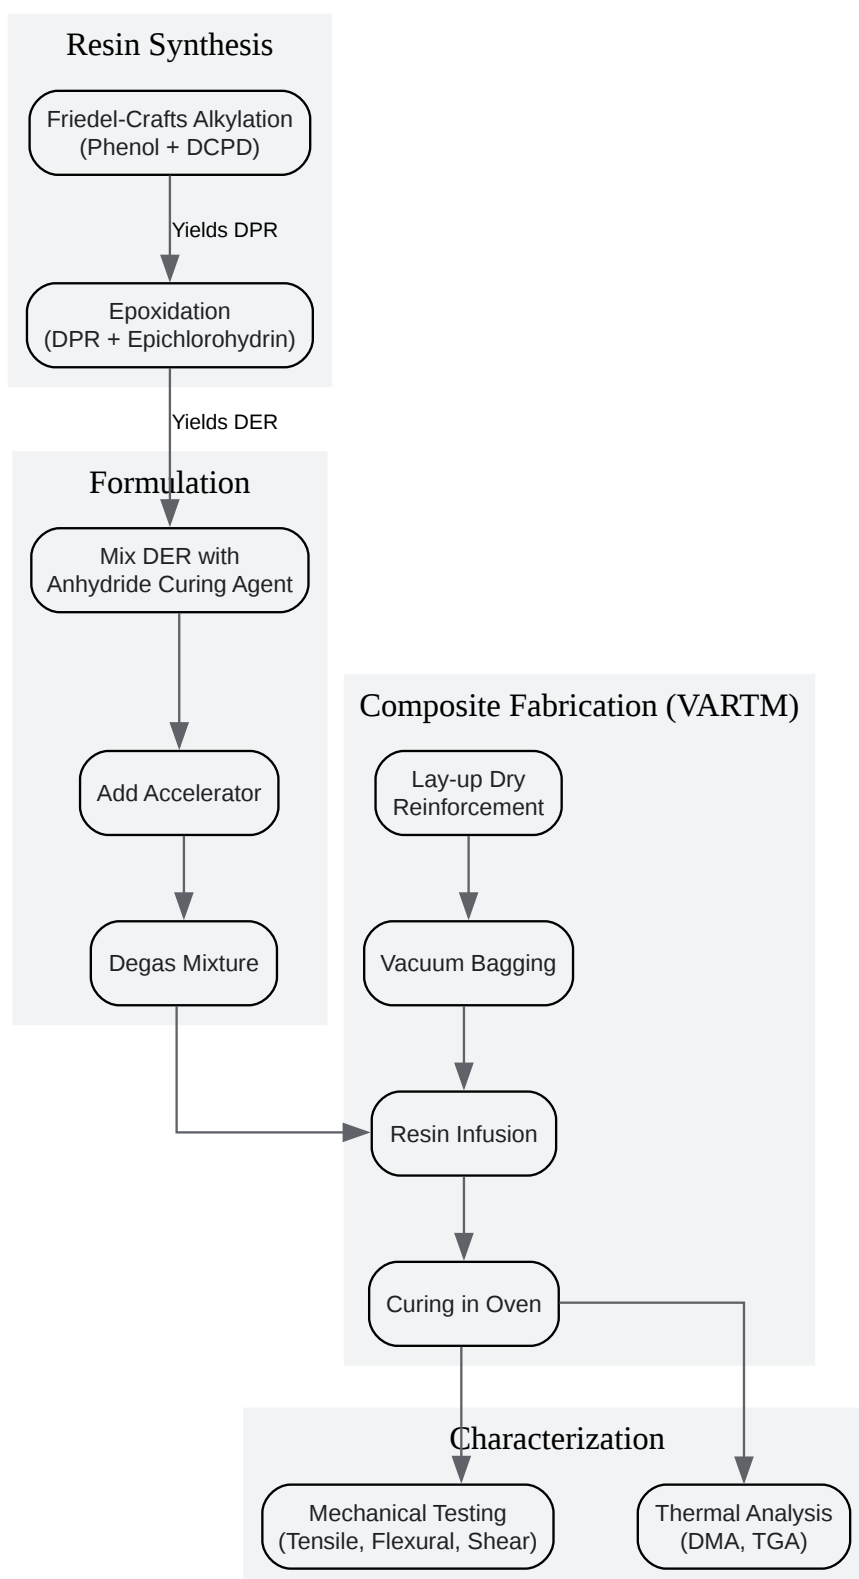 Resin Synthesis
Friedel-Crafts Alkylation
(Phenol + DCPD)
Yields DPR
Epoxidation
(DPR + Epichlorohydrin)
Yields DER
Formulation
Mix DER with
Anhydride Curing Agent
Add Accelerator
Degas Mixture
Composite Fabrication (VARTM)
Lay-up Dry
Reinforcement
Vacuum Bagging
Resin Infusion
Curing in Oven
Characterization
Mechanical Testing
(Tensile, Flexural, Shear)
Thermal Analysis
(DMA, TGA)